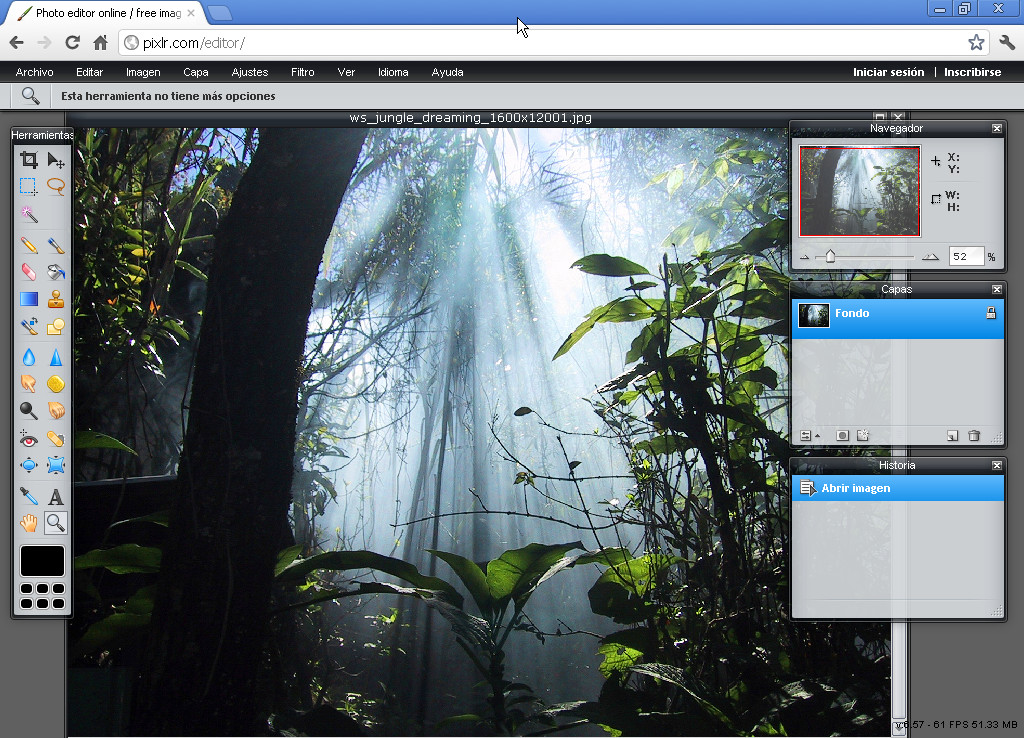 Photo editor online / free imag
pixlr.com/editor/
Archivo Editar Imagen Capa Ajustes Filtro Ver Idioma Ayuda Iniciar sesión | Inscribirse
Esta herramienta no tiene más opciones
ws_jungle_dreaming_1600x12001.jpg
Herramientas
Navegador
X:
Y:
W:
H:
52 %
Capas
Fondo
Historia
Abrir imagen
A
57 - 61 FPS 51.33 MB